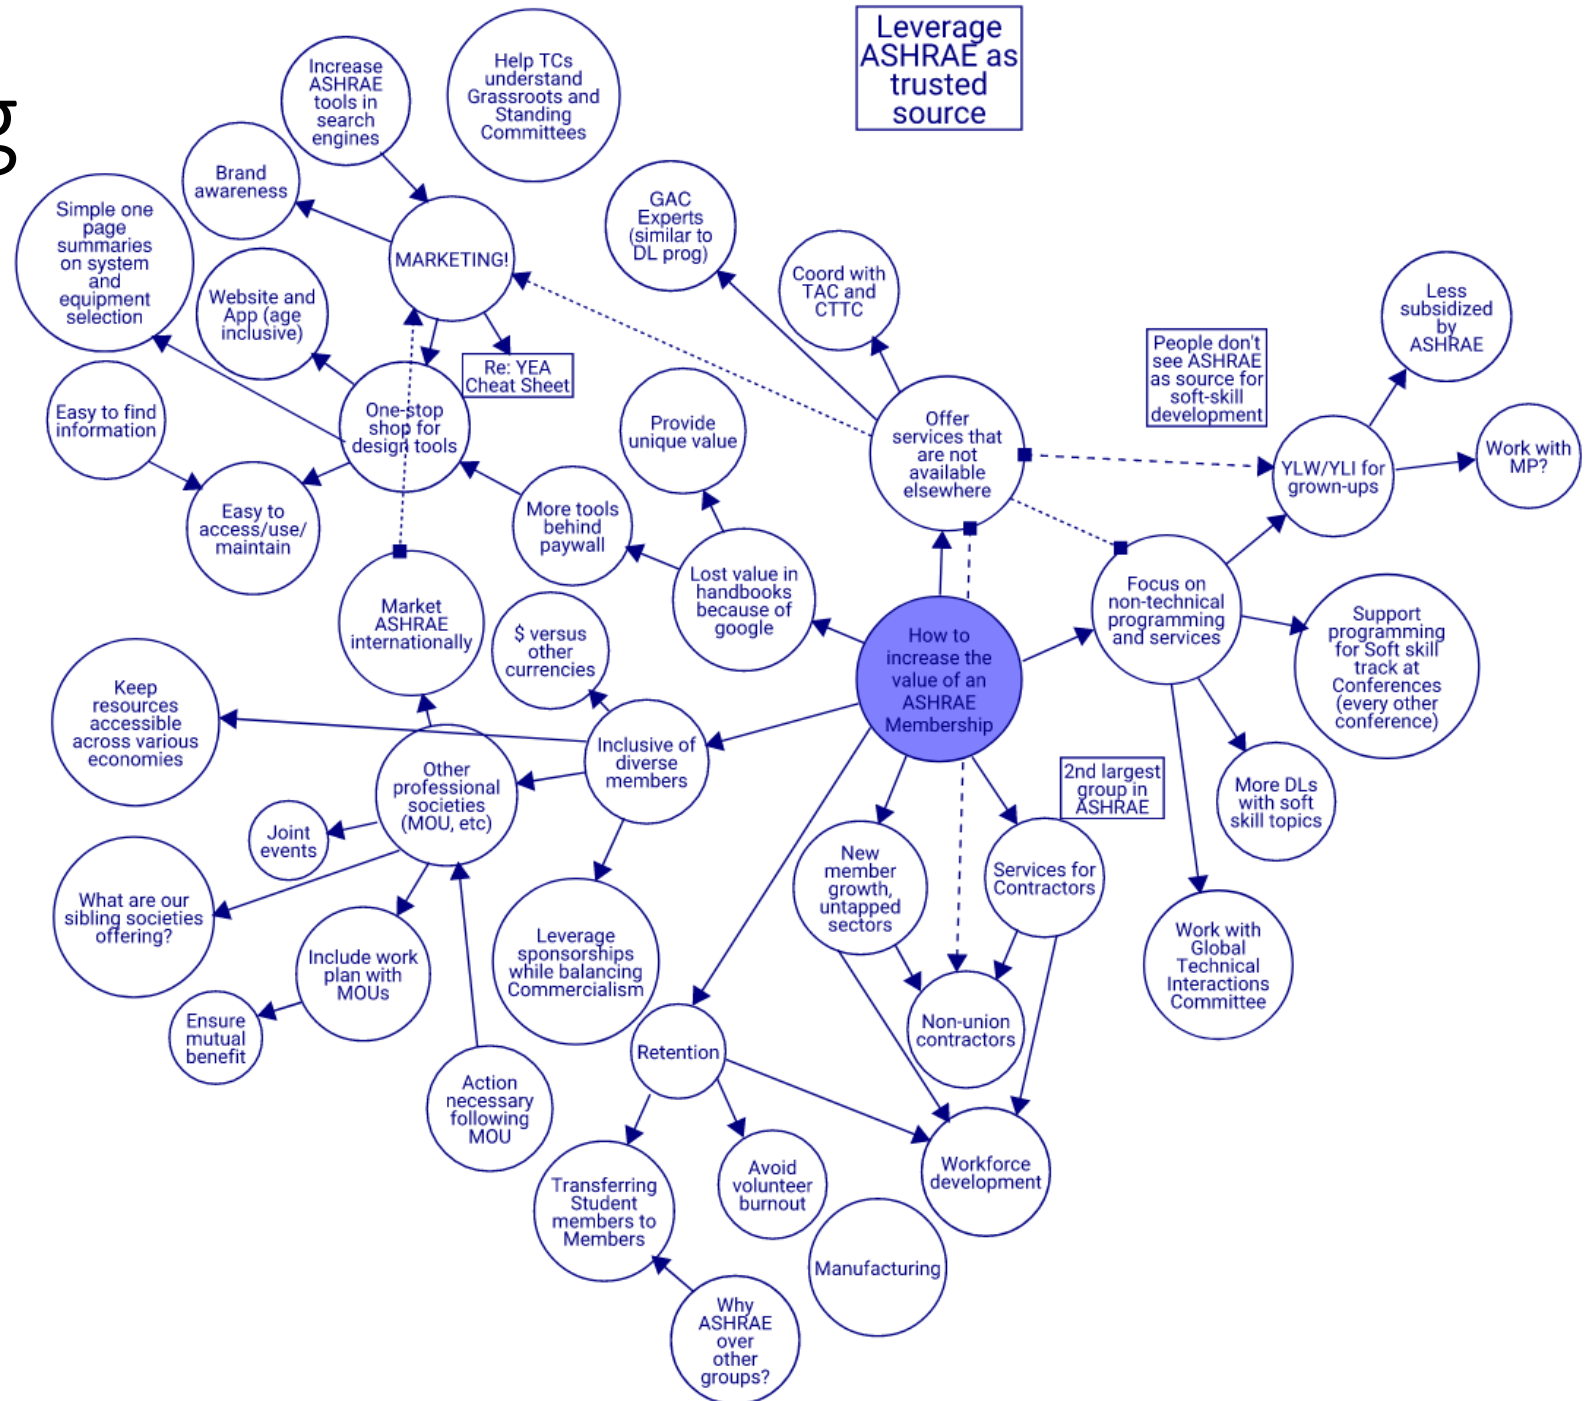 g
Leverage
ASHRAE as
trusted
source
Increase
ASHRAE
tools in
search
engines
Help TCs
understand
Grassroots and
Standing
Committees
Brand
awareness
Simple one
page
summaries
on system
and
equipment
selection
MARKETING!
GAC
Experts
(similar to
DL prog)
Coord with
TAC and
CTTC
Website and
App (age
inclusive)
Re: YEA
Cheat Sheet
People don't
see ASHRAE
as source for
soft-skill
development
Less
subsidized
by
ASHRAE
Easy to find
information
One-stop
shop for
design tools
Provide
unique value
Offer
services that
are not
available
elsewhere
YLW/YLI for
grown-ups
Work with
MP?
Easy to
access/use/
maintain
More tools
behind
paywall
Lost value in
handbooks
because of
google
Focus on
non-technical
programming
and services
Market
ASHRAE
internationally
$ versus
other
currencies
How to
increase the
value of an
ASHRAE
Membership
Support
programming
for Soft skill
track at
Conferences
(every other
conference)
Keep
resources
accessible
across various
economies
Other
professional
societies
(MOU, etc)
Inclusive of
diverse
members
2nd largest
group in
ASHRAE
More DLs
with soft
skill topics
Joint
events
New
member
growth,
untapped
sectors
Services for
Contractors
What are our
sibling societies
offering?
Include work
plan with
MOUs
Leverage
sponsorships
while balancing
Commercialism
Work with
Global
Technical
Interactions
Committee
Ensure
mutual
benefit
Retention
Non-union
contractors
Action
necessary
following
MOU
Transferring
Student
members to
Members
Avoid
volunteer
burnout
Workforce
development
Manufacturing
Why
ASHRAE
over
other
groups?